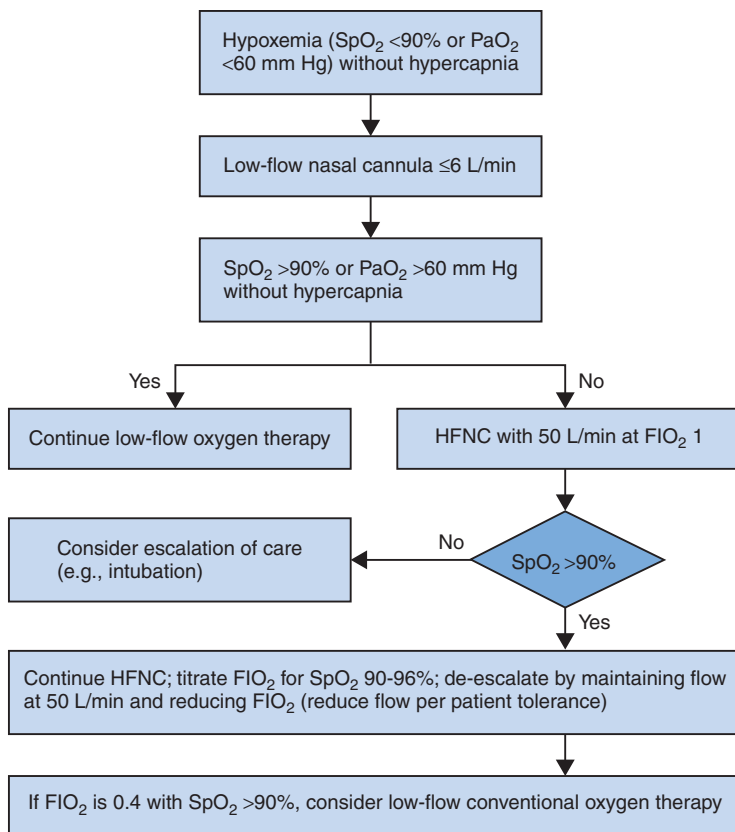 Hypoxemia (SpO₂ <90% or PaO₂
<60 mm Hg) without hypercapnia
Low-flow nasal cannula ≤6 L/min
SpO₂ >90% or PaO₂ >60 mm Hg
without hypercapnia
Yes
No
Continue low-flow oxygen therapy
HFNC with 50 L/min at FIO₂ 1
Consider escalation of care
(e.g., intubation)
No
SpO₂ >90%
Yes
Continue HFNC; titrate FIO₂ for SpO₂ 90-96%; de-escalate by maintaining flow
at 50 L/min and reducing FIO₂ (reduce flow per patient tolerance)
If FIO₂ is 0.4 with SpO₂ >90%, consider low-flow conventional oxygen therapy